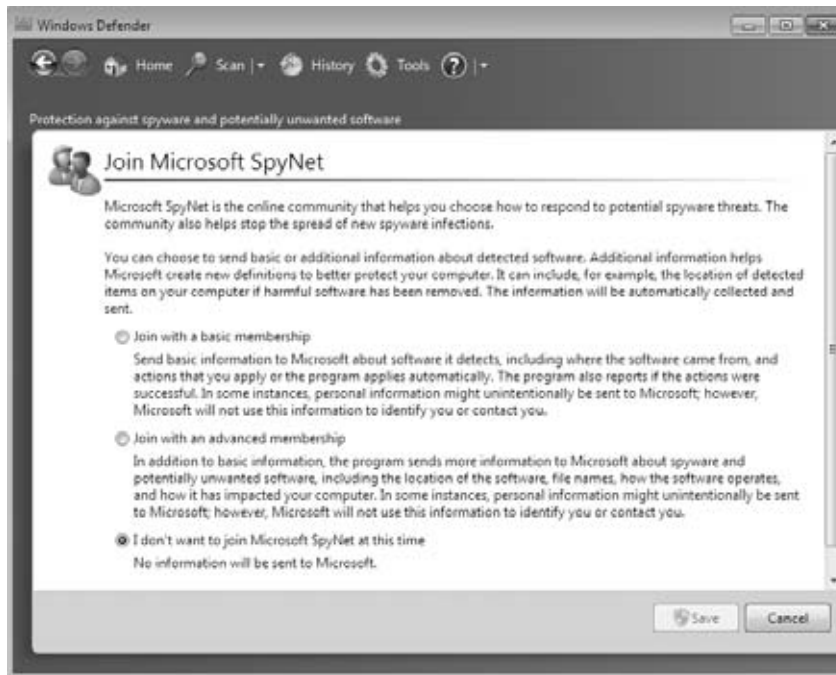 Windows Defender
Home Scan History Tools ?
Protection against spyware and potentially unwanted software
Join Microsoft SpyNet
Microsoft SpyNet is the online community that helps you choose how to respond to potential spyware threats. The
community also helps stop the spread of new spyware infections.
You can choose to send basic or additional information about detected software. Additional information helps
Microsoft create new definitions to better protect your computer. It can include, for example, the location of detected
items on your computer if harmful software has been removed. The information will be automatically collected and
sent.
Join with a basic membership
Send basic information to Microsoft about software it detects, including where the software came from, and
actions that you apply or the program applies automatically. The program also reports if the actions were
successful. In some instances, personal information might unintentionally be sent to Microsoft; however,
Microsoft will not use this information to identify you or contact you.
Join with an advanced membership
In addition to basic information, the program sends more information to Microsoft about spyware and
potentially unwanted software, including the location of the software, file names, how the software operates,
and how it has impacted your computer. In some instances, personal information might unintentionally be sent
to Microsoft; however, Microsoft will not use this information to identify you or contact you.
I don't want to join Microsoft SpyNet at this time
No information will be sent to Microsoft.
Save Cancel